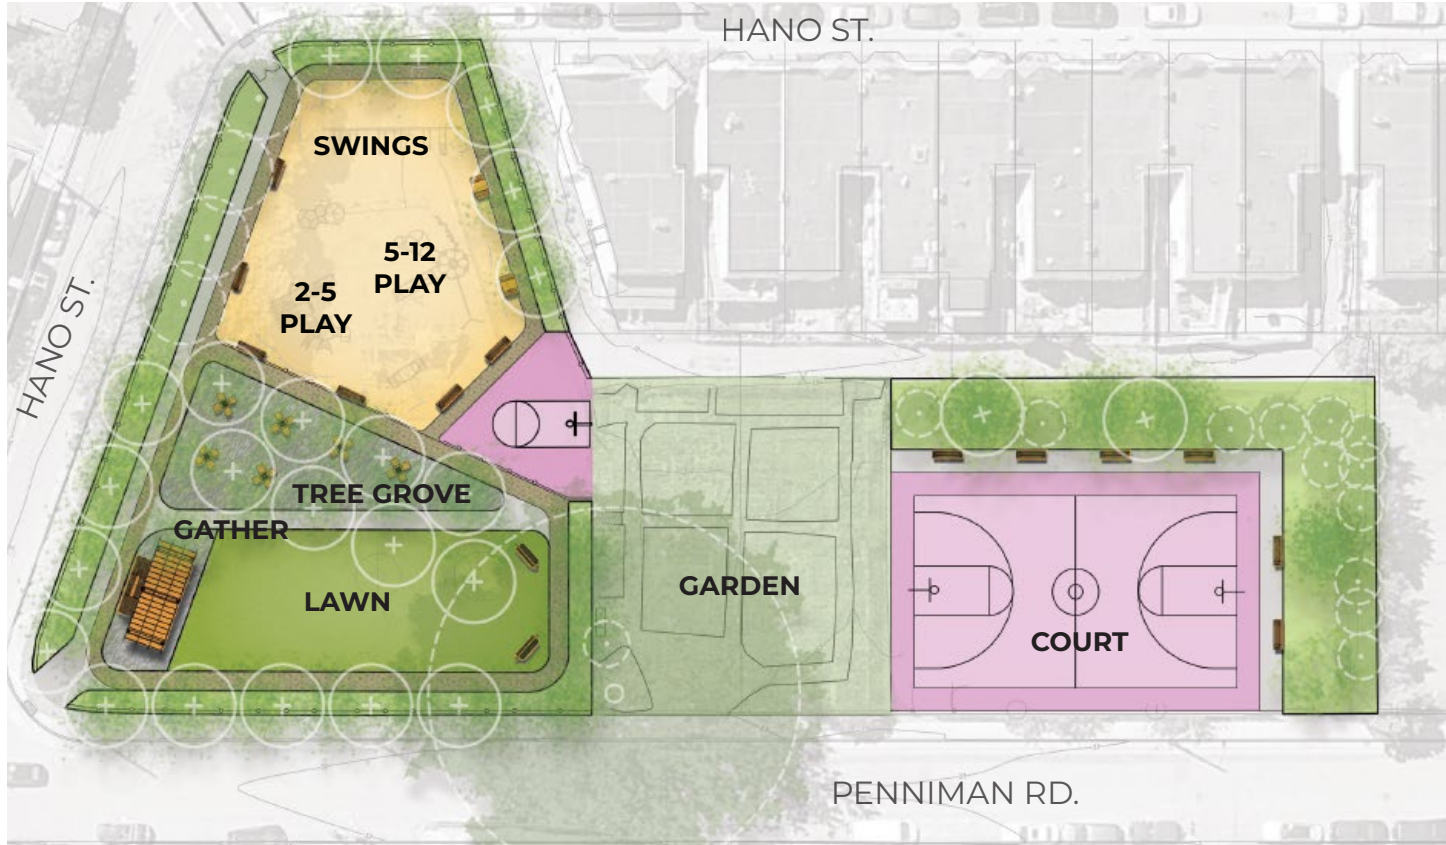 HANO ST.
SWINGS
5-12
PLAY
2-5
PLAY
HANO ST.
TREE GROVE
GATHER
LAWN
GARDEN
COURT
PENNIMAN RD.